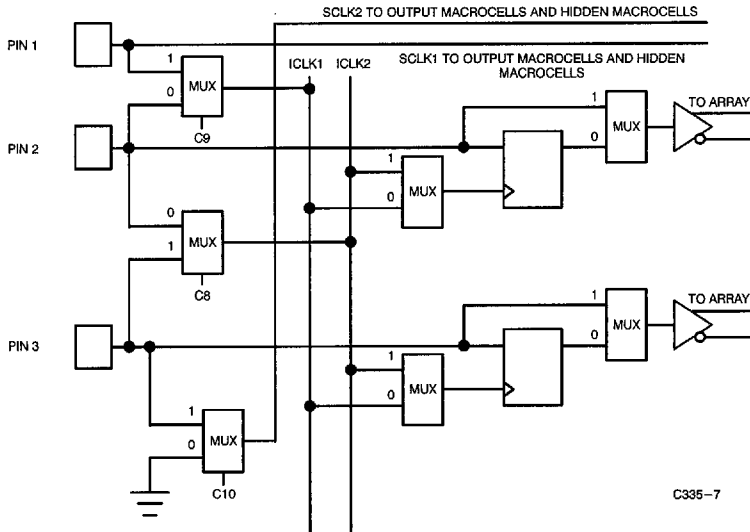 SCLK2 TO OUTPUT MACROCELLS AND HIDDEN MACROCELLS
PIN 1
1
ICLK1 ICLK2
SCLK1 TO OUTPUT MACROCELLS AND HIDDEN
MACROCELLS
MUX
0
C9
1
TO ARRAY
MUX
0
PIN 2
1
MUX
0
0
MUX
1
C8
1
TO ARRAY
MUX
0
PIN 3
1
MUX
0
1
MUX
0
C10
C335-7